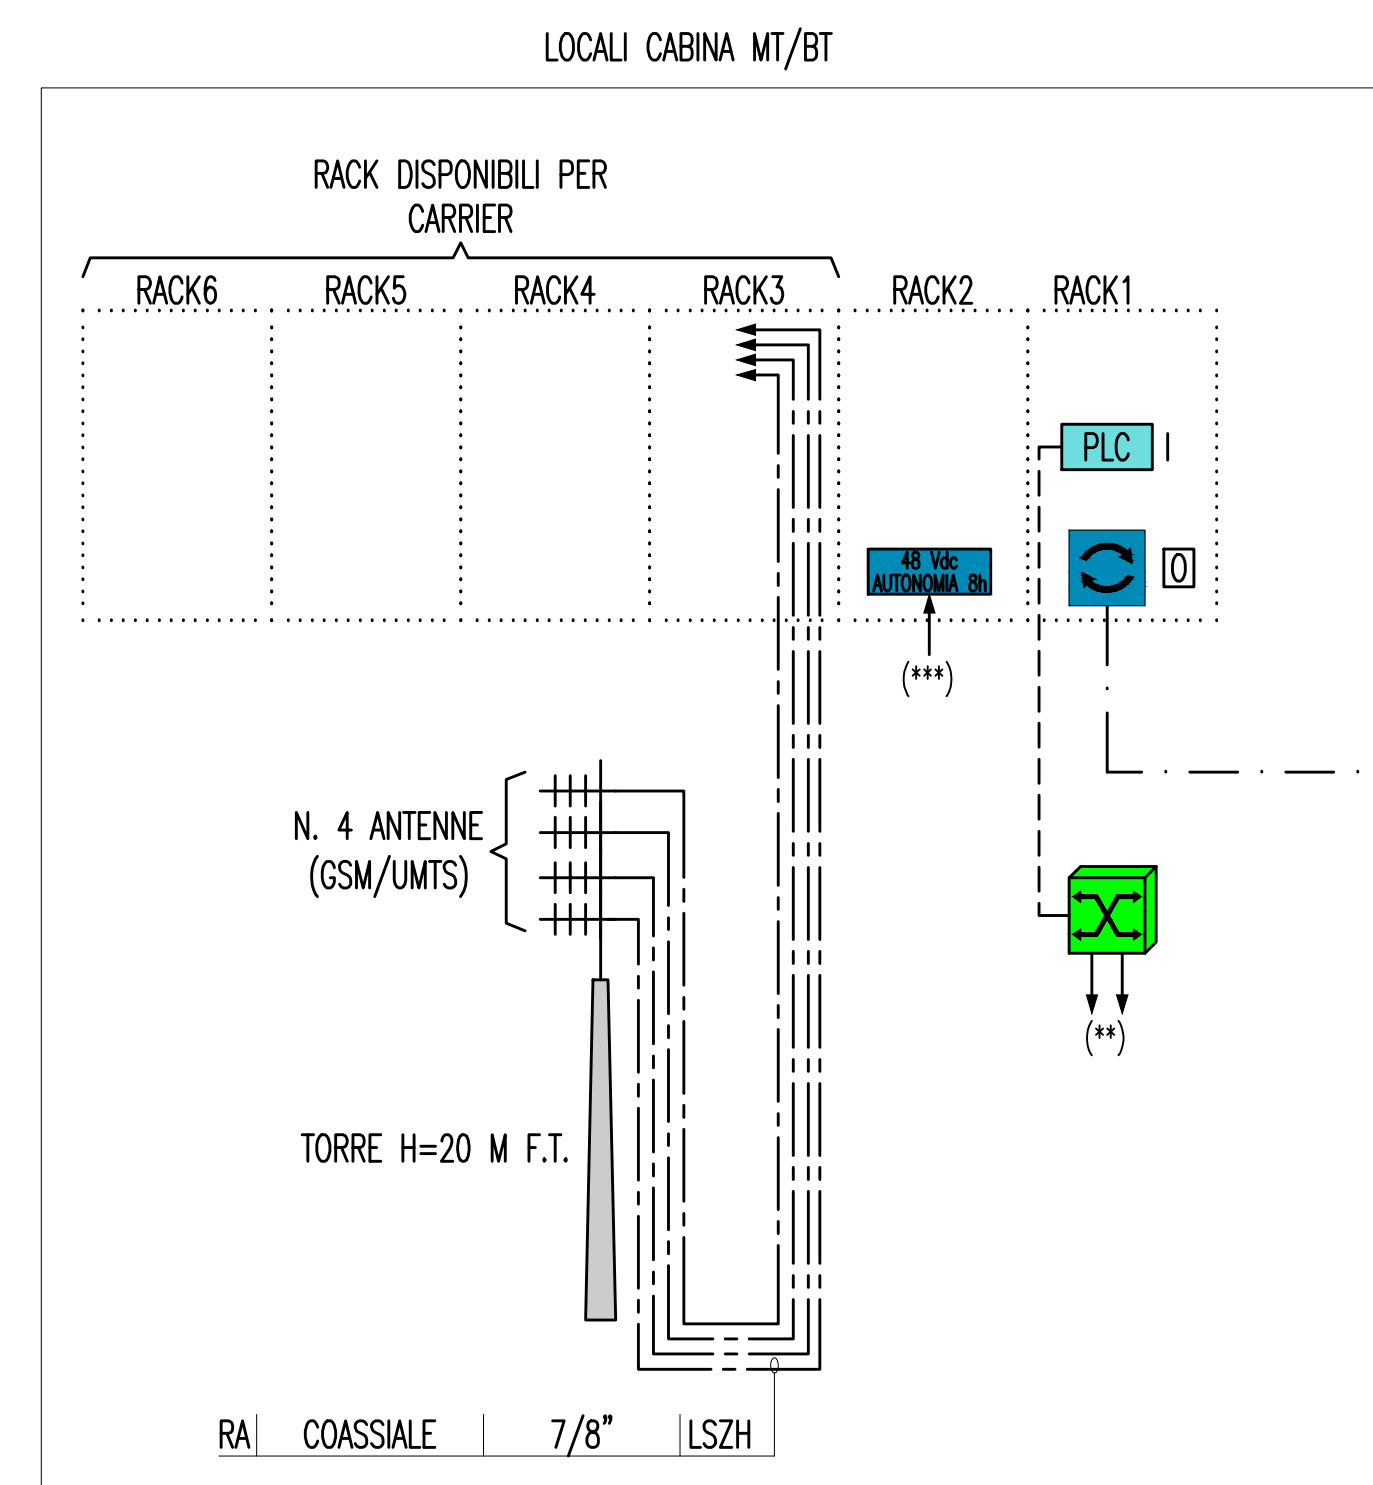 LOCALI CABINA MT/BT
RACK DISPONIBILI PER
CARRIER
RACK6 RACK5 RACK4 RACK3 RACK2 RACK1
PLC I
48 Vdc
AUTONOMIA 8h
O
(***)
N. 4 ANTENNE
(GSM/UMTS)
(**)
TORRE H=20 M F.T.
RA COASSIALE 7/8" LSZH